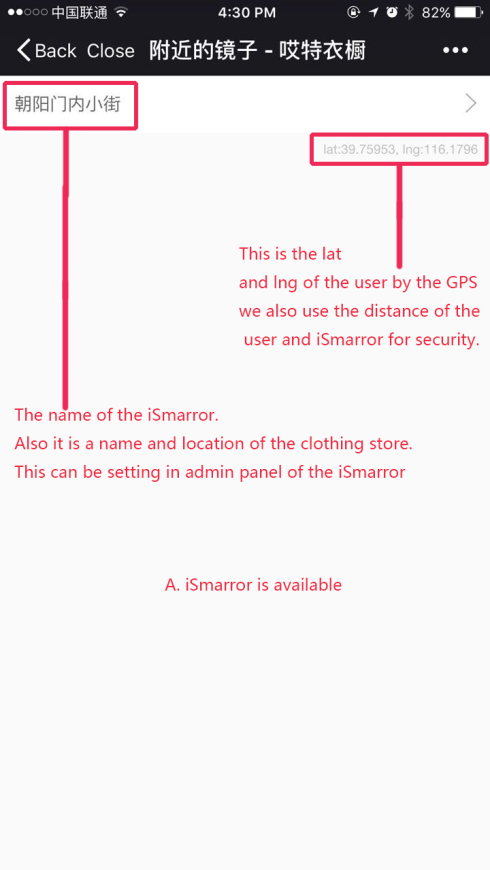 中国联通 4:30 PM 82%
Back Close 附近的镜子 - 哎特衣橱
朝阳门内小街
lat:39.75953, lng:116.1796
This is the lat
and lng of the user by the GPS
we also use the distance of the
user and iSmarror for security.
The name of the iSmarror.
Also it is a name and location of the clothing store.
This can be setting in admin panel of the iSmarror
A. iSmarror is available